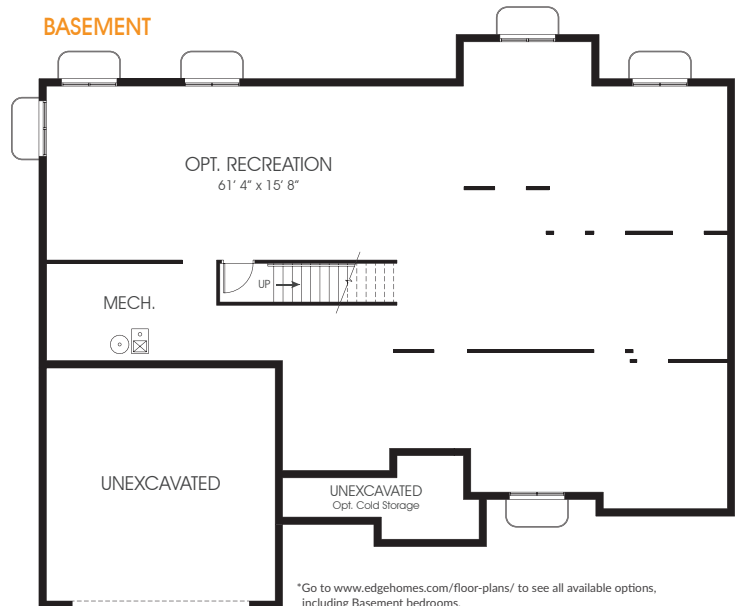 BASEMENT
OPT. RECREATION
61' 4" x 15' 8"
UP
MECH.
UNEXCAVATED
UNEXCAVATED
Opt. Cold Storage
*Go to www.edgehomes.com/floor-plans/ to see all available options,
including Basement bedrooms.